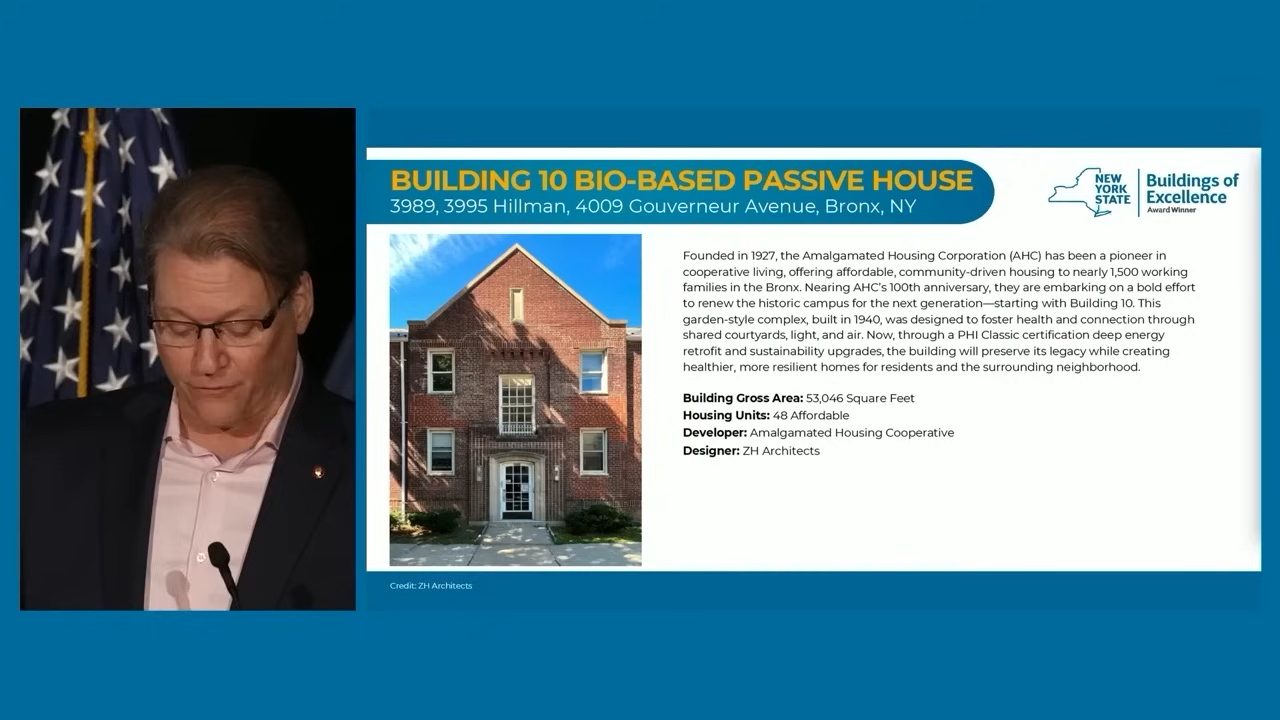 BUILDING 10 BIO-BASED PASSIVE HOUSE
3989, 3995 Hillman, 4009 Gouverneur Avenue, Bronx, NY
NEW
YORK
STATE
Buildings of
Excellence
Award Winner
Founded in 1927, the Amalgamated Housing Corporation (AHC) has been a pioneer in
cooperative living, offering affordable, community-driven housing to nearly 1,500 working
families in the Bronx. Nearing AHC’s 100th anniversary, they are embarking on a bold effort
to renew the historic campus for the next generation—starting with Building 10. This
garden-style complex, built in 1940, was designed to foster health and connection through
shared courtyards, light, and air. Now, through a PHI Classic certification deep energy
retrofit and sustainability upgrades, the building will preserve its legacy while creating
healthier, more resilient homes for residents and the surrounding neighborhood.
Building Gross Area: 53,046 Square Feet
Housing Units: 48 Affordable
Developer: Amalgamated Housing Cooperative
Designer: ZH Architects
Credit: ZH Architects